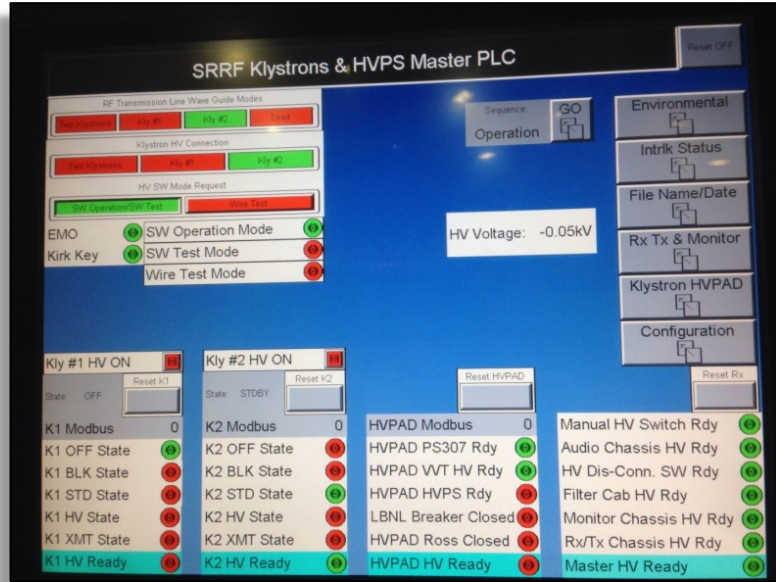 SRRF Klystrons & HVPS Master PLC
Reset OFF
RF Transmission Line Wave Guide Modes
Two Klystrons Kly #1 Kly #2 Load
Klystron HV Connection
Two Klystrons Kly #1 Kly #2
HV SW Mode Request
SW Operation/SW Test Wire Test
EMO SW Operation Mode
Kirk Key SW Test Mode
Wire Test Mode
Sequence: GO
Operation
HV Voltage: -0.05kV
Environmental
Intrlk Status
File Name/Date
Rx Tx & Monitor
Klystron HVPAD
Configuration
Kly #1 HV ON
Reset K1
State: OFF
K1 Modbus 0
K1 OFF State
K1 BLK State
K1 STD State
K1 HV State
K1 XMT State
K1 HV Ready
Kly #2 HV ON
Reset K2
State: STDBY
K2 Modbus 0
K2 OFF State
K2 BLK State
K2 STD State
K2 HV State
K2 XMT State
K2 HV Ready
Reset HVPAD
HVPAD Modbus 0
HVPAD PS307 Rdy
HVPAD VVT HV Rdy
HVPAD HVPS Rdy
LBNL Breaker Closed
HVPAD Ross Closed
HVPAD HV Ready
Reset Rx
Manual HV Switch Rdy
Audio Chassis HV Rdy
HV Dis-Conn. SW Rdy
Filter Cab HV Rdy
Monitor Chassis HV Rdy
Rx/Tx Chassis HV Rdy
Master HV Ready